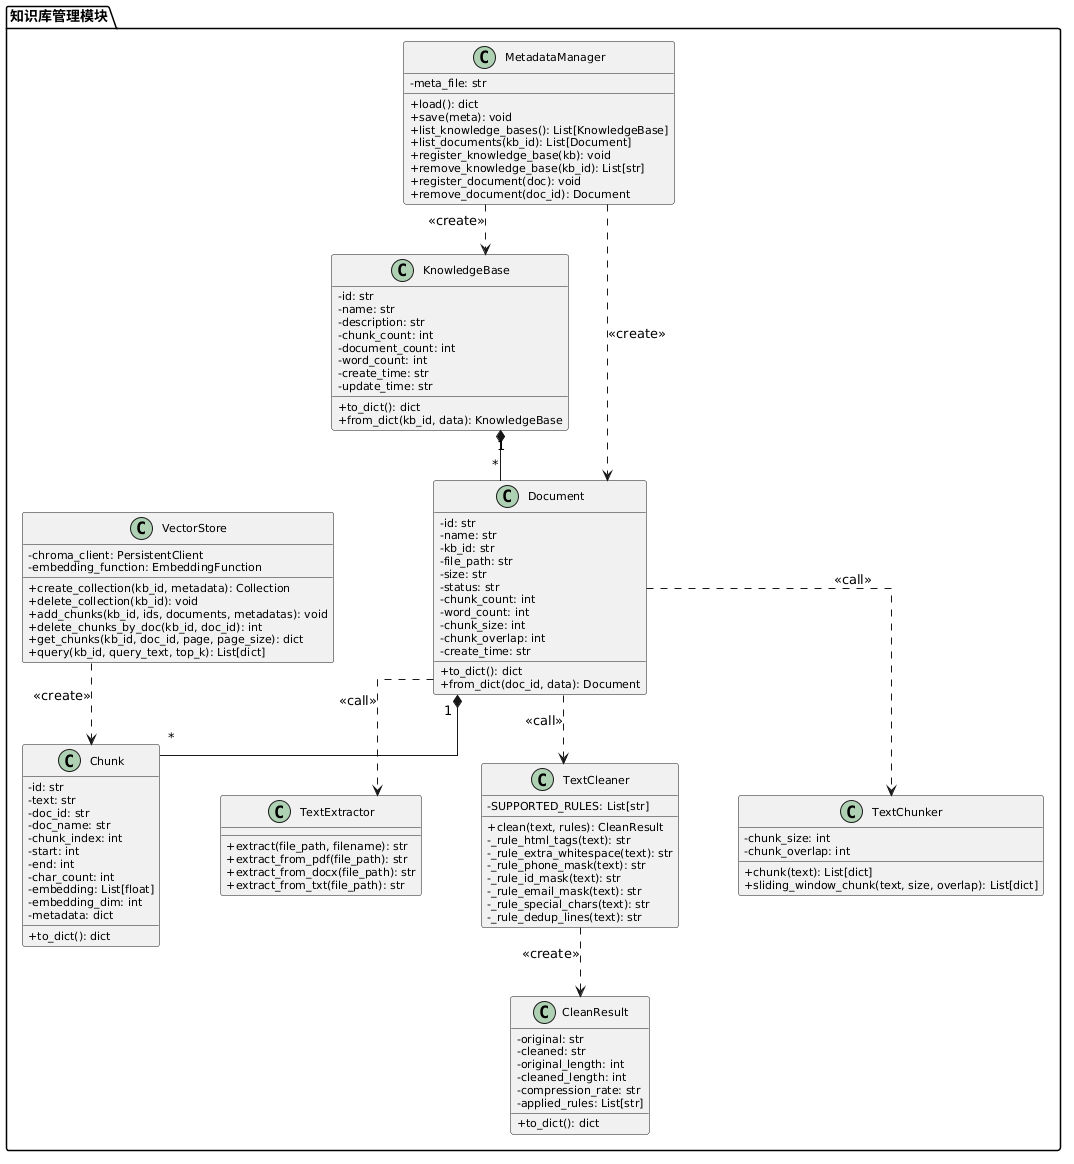 知识库管理模块
C MetadataManager
-meta_file: str
+load(): dict
+save(meta): void
+list_knowledge_bases(): List[KnowledgeBase]
+list_documents(kb_id): List[Document]
+register_knowledge_base(kb): void
+remove_knowledge_base(kb_id): List[str]
+register_document(doc): void
+remove_document(doc_id): Document
«create»
«create»
C KnowledgeBase
-id: str
-name: str
-description: str
-chunk_count: int
-document_count: int
-word_count: int
-create_time: str
-update_time: str
+to_dict(): dict
+from_dict(kb_id, data): KnowledgeBase
1
*
C Document
-id: str
-name: str
-kb_id: str
-file_path: str
-size: str
-status: str
-chunk_count: int
-word_count: int
-chunk_size: int
-chunk_overlap: int
-create_time: str
+to_dict(): dict
+from_dict(doc_id, data): Document
C VectorStore
-chroma_client: PersistentClient
-embedding_function: EmbeddingFunction
+create_collection(kb_id, metadata): Collection
+delete_collection(kb_id): void
+add_chunks(kb_id, ids, documents, metadatas): void
+delete_chunks_by_doc(kb_id, doc_id): int
+get_chunks(kb_id, doc_id, page, page_size): dict
+query(kb_id, query_text, top_k): List[dict]
«create»
«call»
1
*
«call»
«call»
C Chunk
-id: str
-text: str
-doc_id: str
-doc_name: str
-chunk_index: int
-start: int
-end: int
-char_count: int
-embedding: List[float]
-embedding_dim: int
-metadata: dict
+to_dict(): dict
C TextExtractor
+extract(file_path, filename): str
+extract_from_pdf(file_path): str
+extract_from_docx(file_path): str
+extract_from_txt(file_path): str
C TextCleaner
-SUPPORTED_RULES: List[str]
+clean(text, rules): CleanResult
-_rule_html_tags(text): str
-_rule_extra_whitespace(text): str
-_rule_phone_mask(text): str
-_rule_id_mask(text): str
-_rule_email_mask(text): str
-_rule_special_chars(text): str
-_rule_dedup_lines(text): str
C TextChunker
-chunk_size: int
-chunk_overlap: int
+chunk(text): List[dict]
+sliding_window_chunk(text, size, overlap): List[dict]
«create»
C CleanResult
-original: str
-cleaned: str
-original_length: int
-cleaned_length: int
-compression_rate: str
-applied_rules: List[str]
+to_dict(): dict